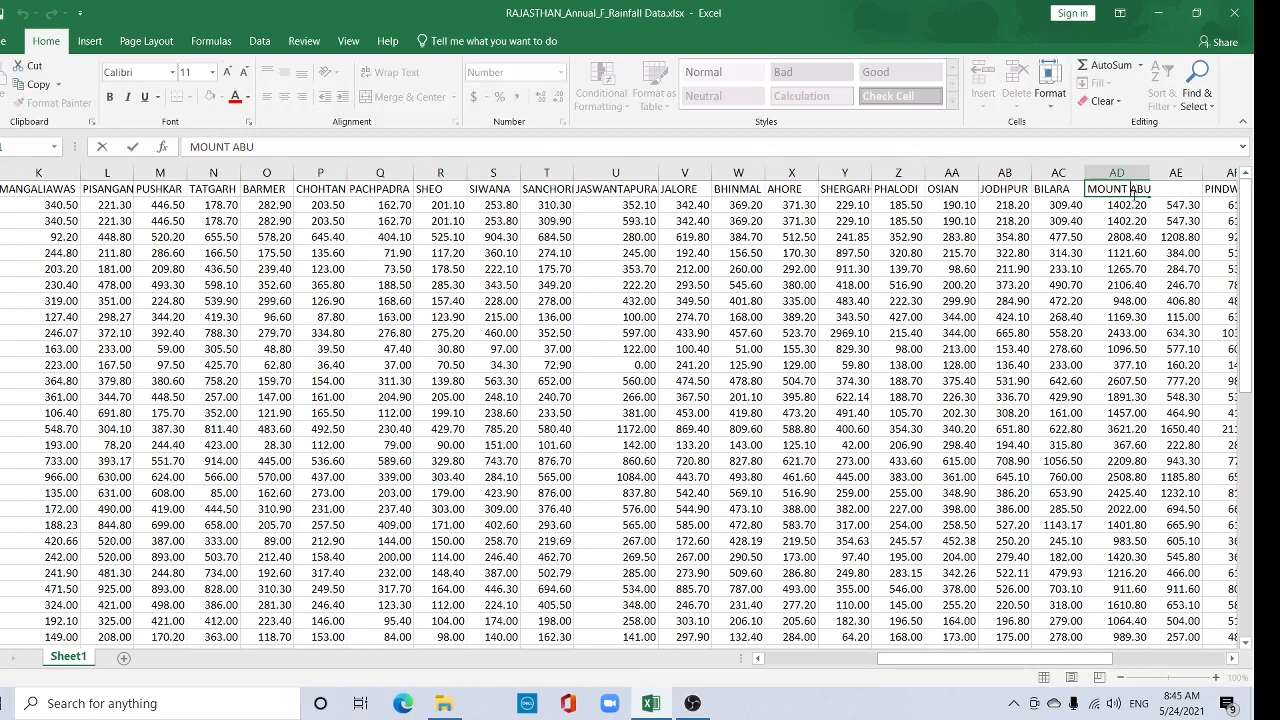 RAJASTHAN_Annual_F_Rainfall Data.xlsx - Excel
Sign in
Home Insert Page Layout Formulas Data Review View Help Tell me what you want to do Share
Cut
Copy
Format Painter
Calibri 11
Wrap Text
Merge & Center
Number
Conditional Formatting
Format as Table
Normal Bad Good
Neutral Calculation Check Cell
Insert Delete Format
AutoSum
Fill
Clear
Sort & Filter
Find & Select
Clipboard Font Alignment Number Styles Cells Editing
MOUNT ABU
K L M N O P Q R S T U V W X Y Z AA AB AC AD AE
MANGALIAWAS PISANGAN PUSHKAR TATGARH BARMER CHOHTAN PACHPADRA SHEO SIWANA SANCHORI JASWANTAPURA JALORE BHINMAL AHORE SHERGARH PHALODI OSIAN JODHPUR BILARA MOUNT ABU PINDW
340.50 221.30 446.50 178.70 282.90 203.50 162.70 201.10 253.80 310.30 352.10 342.40 369.20 371.30 229.10 185.50 190.10 218.20 309.40 1402.20 547.30
340.50 221.30 446.50 178.70 282.90 203.50 162.70 201.10 253.80 310.30 593.10 342.40 369.20 371.30 229.10 185.50 190.10 218.20 309.40 1402.20 547.30
92.20 448.80 520.20 655.50 578.20 645.40 404.10 525.10 904.30 684.50 280.00 619.80 384.70 512.50 241.85 352.90 283.80 354.80 477.50 2808.40 1208.80
244.80 211.80 286.60 166.50 175.50 135.60 71.90 117.20 360.10 274.10 245.00 192.40 156.50 170.30 897.50 320.80 215.70 322.80 314.30 1121.60 384.00
203.20 181.00 209.80 436.50 239.40 123.00 73.50 178.50 222.10 175.70 353.70 212.00 260.00 292.00 911.30 139.70 98.60 211.90 233.10 1265.70 284.70
230.40 478.00 493.30 598.10 352.60 365.80 188.50 285.30 343.50 349.20 222.20 293.50 545.60 380.00 418.00 516.90 200.20 373.20 490.70 2106.40 246.70
319.00 351.00 224.80 539.90 299.60 126.90 168.60 157.40 228.00 278.00 432.00 349.50 401.80 335.00 483.40 222.30 299.90 284.90 472.20 948.00 406.80
127.40 298.27 344.20 419.30 96.60 87.80 163.00 123.90 215.00 136.00 100.00 274.70 168.00 389.20 343.50 427.00 344.00 424.10 268.40 1169.30 115.00
246.07 372.10 392.40 788.30 279.70 334.80 276.80 275.20 460.00 352.50 597.00 433.90 457.60 523.70 2969.10 215.40 344.00 665.80 558.20 2433.00 634.30
163.00 233.00 59.00 305.50 48.80 39.50 47.40 30.80 97.00 37.00 122.00 100.40 51.00 155.30 829.30 98.00 213.00 153.40 278.60 1096.50 577.10
223.00 167.50 97.50 425.70 62.80 36.40 37.00 70.50 34.30 72.90 0.00 241.20 125.90 129.00 59.80 138.00 128.00 136.40 233.00 377.10 160.20
364.80 379.80 380.60 758.20 159.70 154.00 311.30 139.80 563.30 652.00 560.00 474.50 478.80 504.70 374.30 188.70 375.40 531.90 642.60 2607.50 777.20
361.00 344.70 448.50 257.00 147.00 161.00 204.90 205.00 248.10 240.70 266.00 367.50 201.10 395.80 622.14 188.70 206.60 336.70 429.90 1891.30 548.30
106.40 691.80 175.70 352.00 121.90 165.50 112.00 199.10 238.60 233.50 381.00 453.00 419.80 473.20 491.40 105.70 202.30 308.20 161.00 1457.00 464.90
548.70 304.10 387.30 811.40 483.60 492.50 230.40 429.70 785.20 580.40 1172.00 869.40 809.60 588.80 400.60 354.30 340.20 651.80 622.80 3621.20 1650.40
193.00 78.20 244.40 423.00 28.30 112.00 79.00 90.00 151.00 101.60 142.00 133.20 143.00 125.10 42.00 206.90 298.40 194.40 315.80 367.60 222.80
733.00 393.17 551.70 914.00 445.00 536.60 589.60 329.80 743.70 876.70 860.60 720.80 827.80 621.70 273.00 433.60 615.00 708.90 1056.50 2209.80 943.30
966.00 630.00 624.00 566.00 570.00 437.00 339.00 303.40 284.10 565.00 1084.00 443.70 493.80 461.60 445.00 363.00 361.00 645.10 760.00 2508.80 1185.80
135.00 631.00 608.00 85.00 162.60 273.00 203.00 179.00 423.90 876.00 837.80 542.40 569.10 516.90 259.00 255.00 348.90 386.20 653.90 2425.40 1232.10
172.00 490.00 419.00 444.50 310.90 231.00 237.40 303.00 309.00 376.40 576.00 544.90 473.10 388.00 382.00 227.00 398.00 386.00 285.50 2022.00 694.50
188.23 844.80 699.00 658.00 205.70 257.50 409.00 171.00 402.60 293.60 565.00 585.00 472.80 583.70 317.00 254.00 258.50 527.20 1143.17 1401.80 665.90
420.66 520.00 387.00 333.00 89.00 212.90 144.00 150.00 258.70 219.69 267.00 172.60 428.19 219.90 354.63 245.57 452.38 250.20 245.10 983.50 605.10
242.00 520.00 893.00 503.70 212.40 158.40 200.00 114.00 246.40 462.70 269.50 267.00 290.50 173.00 97.40 156.00 204.00 279.40 182.00 1420.30 545.80
241.90 481.30 244.80 734.00 192.60 317.40 232.00 148.40 387.00 502.79 285.00 273.90 509.60 286.80 249.80 283.15 342.26 522.11 479.93 1216.20 466.00
471.50 925.00 893.00 828.00 310.30 249.50 317.70 164.00 446.30 694.60 534.00 885.70 787.00 493.00 355.00 546.00 378.00 526.00 703.10 911.60 911.60
324.00 421.00 498.00 386.00 281.30 246.40 123.30 112.00 224.10 405.50 348.00 246.70 231.40 277.20 110.00 145.00 255.20 220.50 318.00 1610.80 653.10
192.10 325.00 421.00 412.00 223.40 146.00 95.40 104.00 174.00 198.00 258.00 303.10 206.10 205.60 182.30 196.50 164.00 196.80 279.00 1064.40 504.00
149.00 208.00 170.20 363.00 118.70 153.00 84.00 98.00 140.00 162.30 141.00 297.90 132.40 284.00 64.20 168.00 173.00 175.00 278.00 989.30 257.00
Sheet1
100%
Search for anything
DELL
ENG
8:45 AM
5/24/2021
9